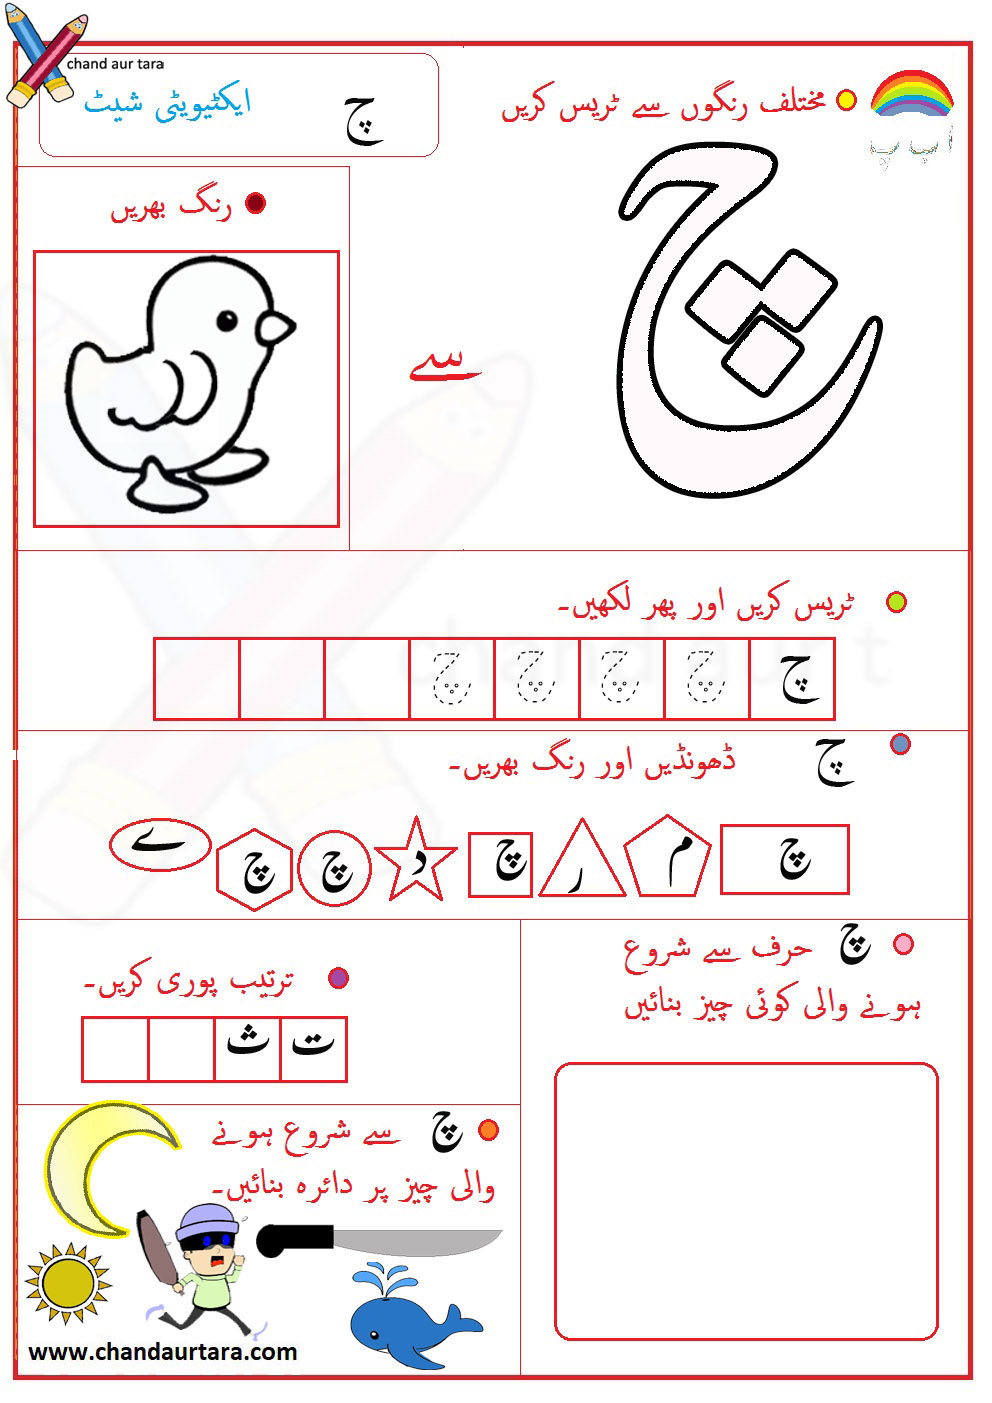 chand aur tara
چ ایکٹیویٹی شیٹ
مختلف رنگوں سے ٹریس کریں
رنگ بھریں
چ
سے
ٹریس کریں اور پھر لکھیں۔
چ چ چ چ چ
چ ڈھونڈیں اور رنگ بھریں۔
چ م ر چ د چ چ ے
چ حرف سے شروع
ہونے والی کوئی چیز بنائیں
ترتیب پوری کریں۔
ت ث
چ سے شروع ہونے
والی چیز پر دائرہ بنائیں۔
www.chandaurtara.com